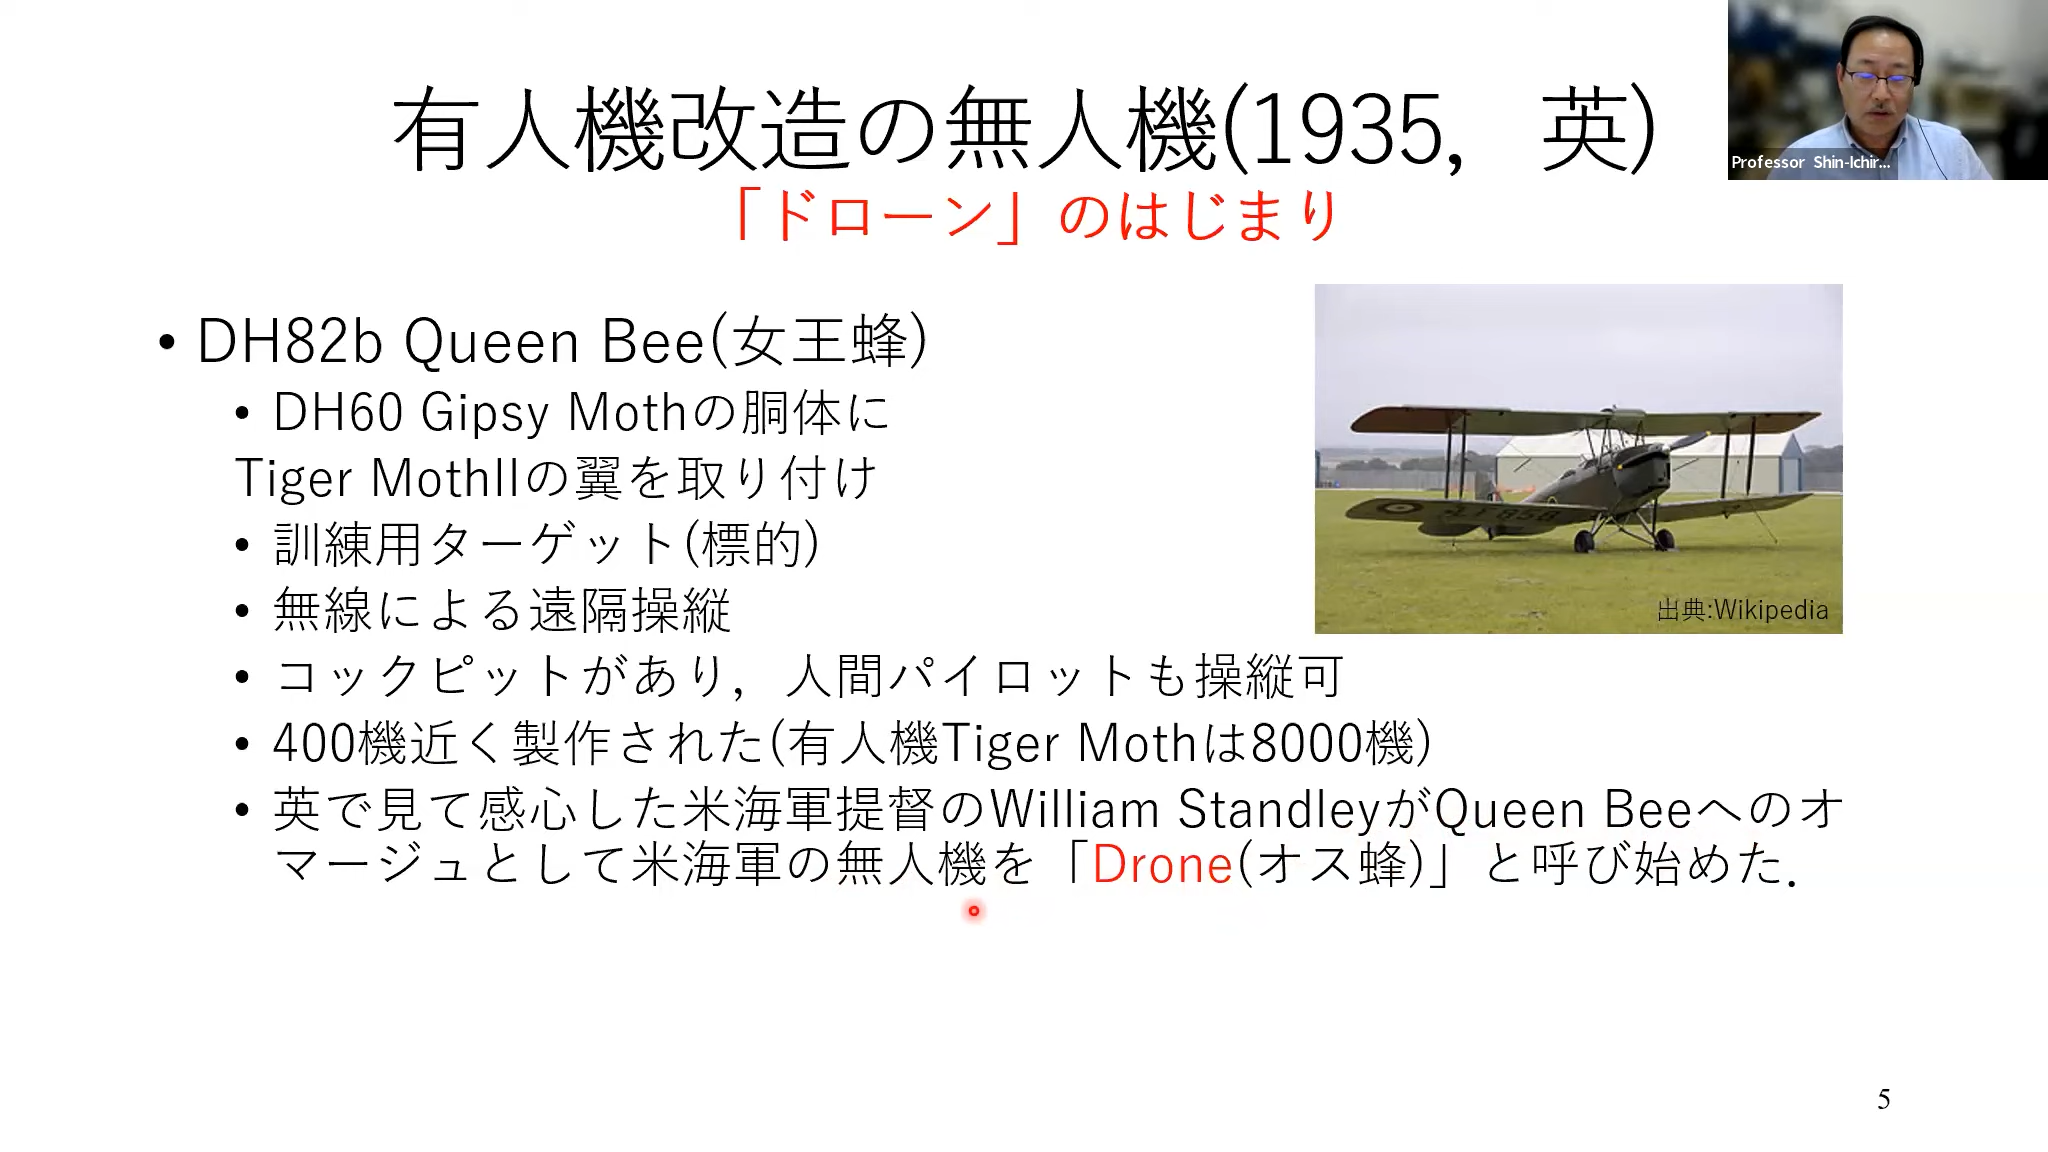 有人機改造の無人機(1935, 英)
Professor Shin-Ichir...
「ドローン」のはじまり
• DH82b Queen Bee(女王蜂)
• DH60 Gipsy Mothの胴体に
Tiger MothIIの翼を取り付け
• 訓練用ターゲット(標的)
• 無線による遠隔操縦
出典:Wikipedia
• コックピットがあり，人間パイロットも操縦可
• 400機近く製作された(有人機Tiger Mothは8000機)
• 英で見て感心した米海軍提督のWilliam StandleyがQueen Beeへのオ
マージュとして米海軍の無人機を「Drone(オス蜂)」と呼び始めた．
5